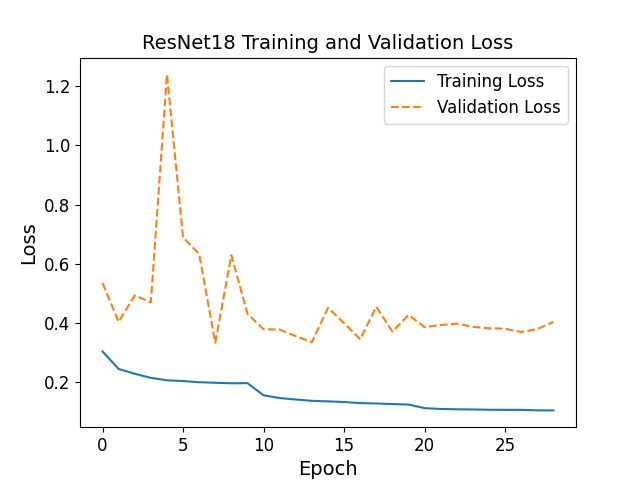 ResNet18 Training and Validation Loss
Training Loss
Validation Loss
1.2
1.0
0.8
0.6
0.4
0.2
Loss
0 5 10 15 20 25
Epoch